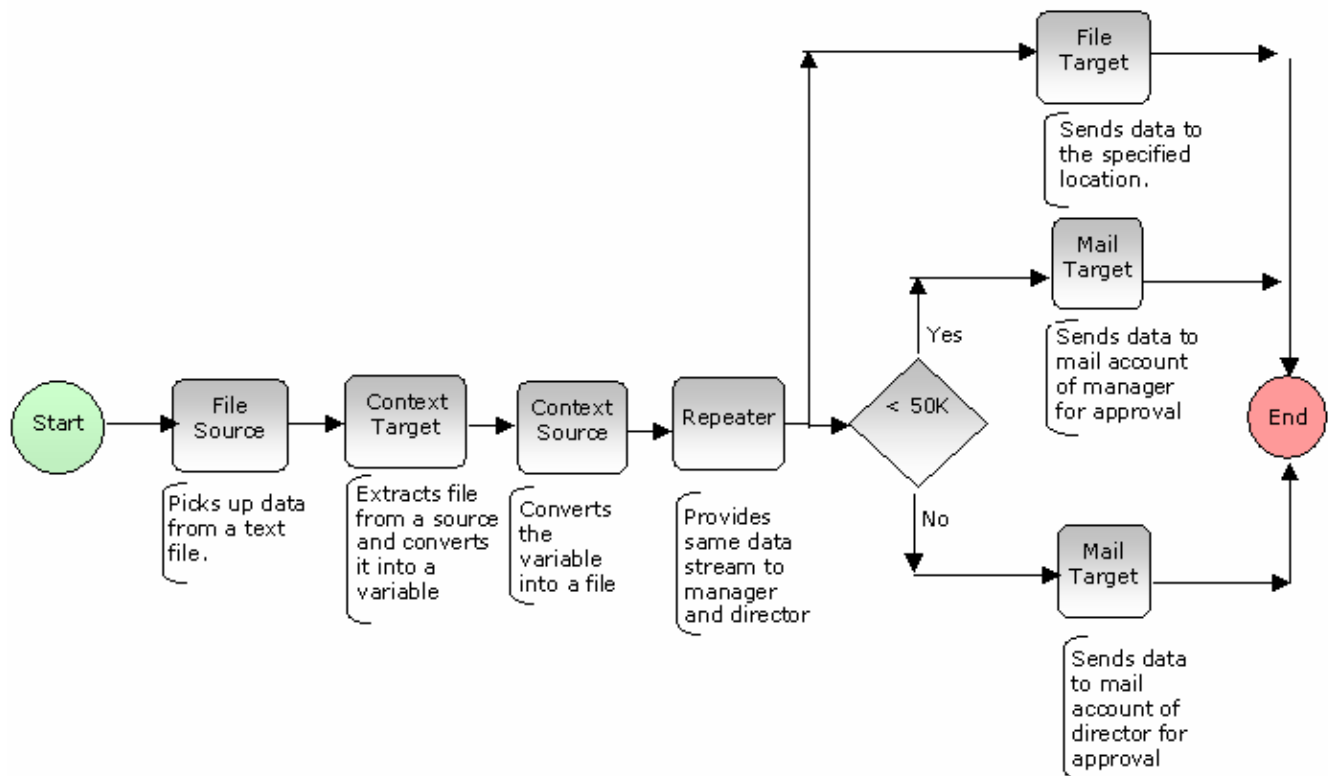 Start
File
Source
Picks up data
from a text
file.
Context
Target
Extracts file
from a source
and converts
it into a
variable
Context
Source
Converts
the
variable
into a file
Repeater
Provides
same data
stream to
manager
and director
< 50K
Yes
No
File
Target
Sends data to
the specified
location.
Mail
Target
Sends data to
mail account
of manager
for approval
Mail
Target
Sends data
to mail
account of
director for
approval
End